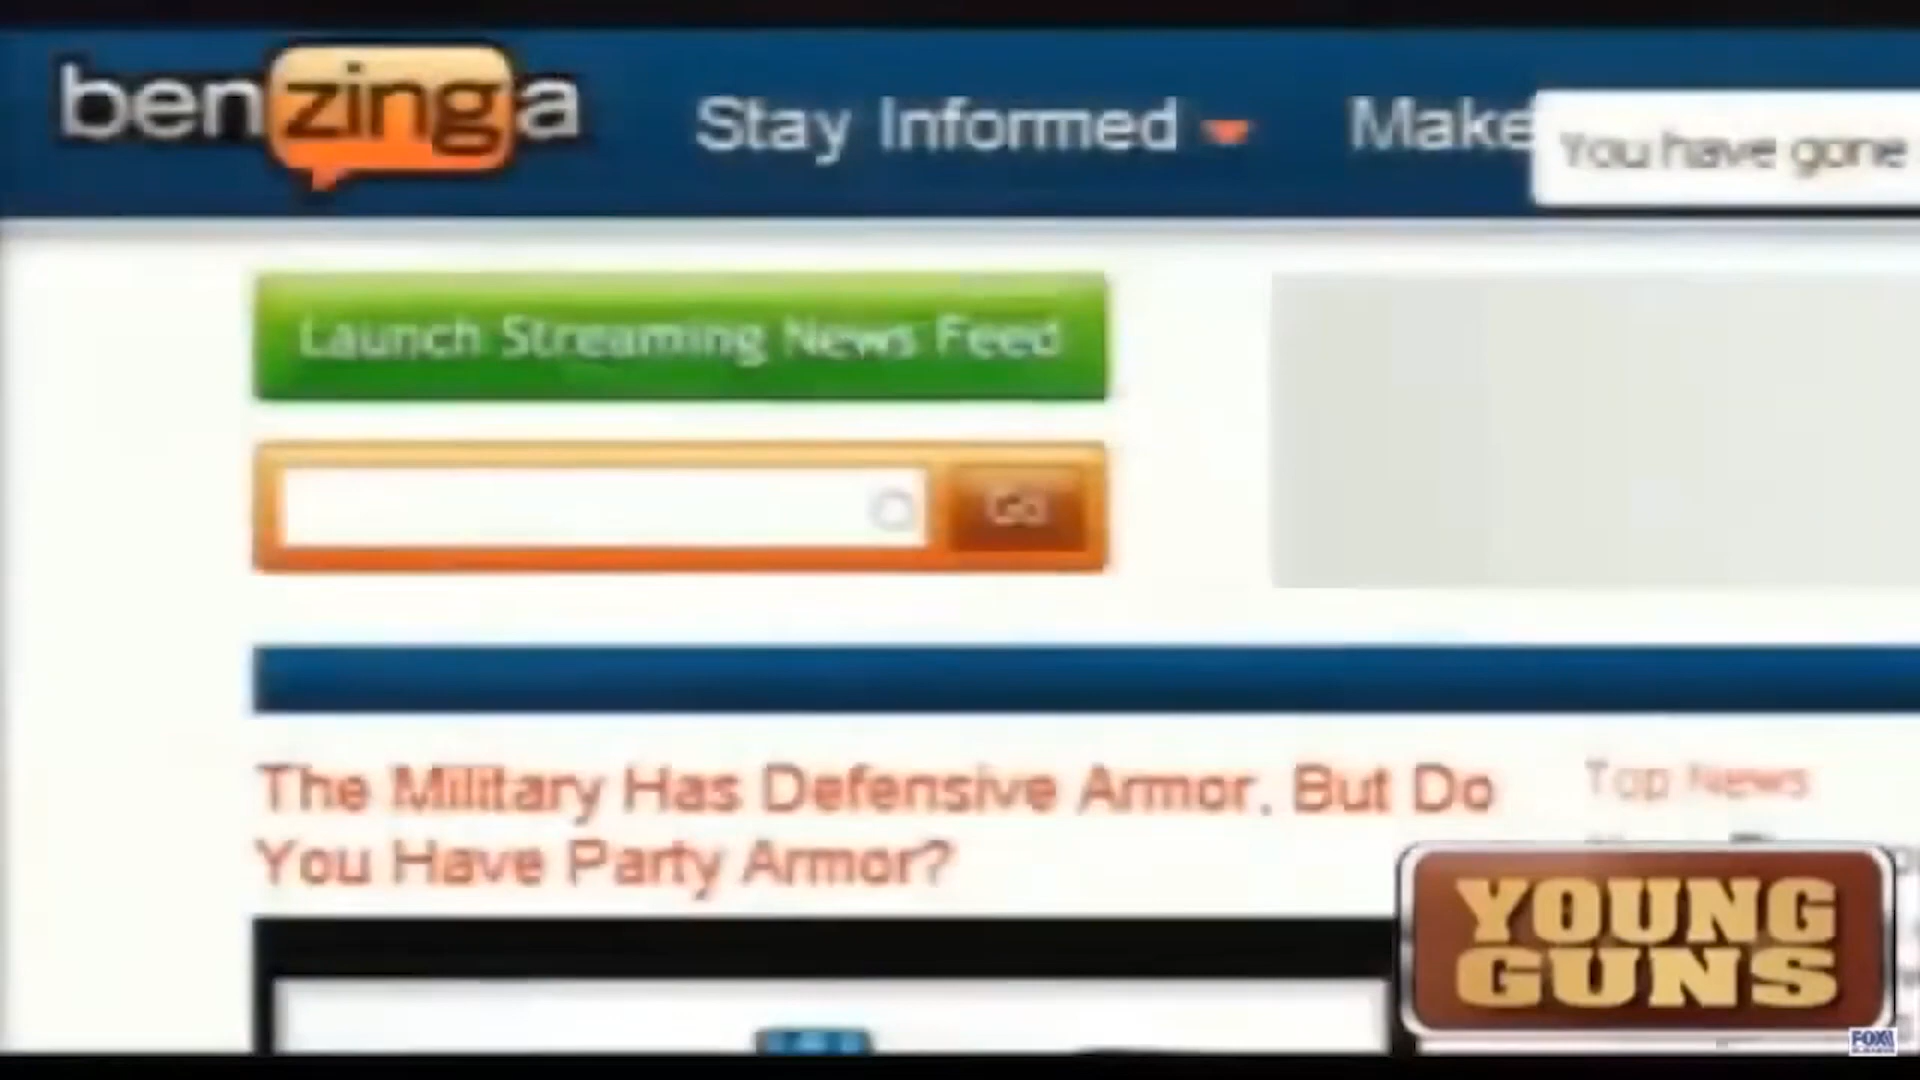 benzinga
Stay Informed
Make
You have gone
Launch Streaming News Feed
Go
The Military Has Defensive Armor, But Do
You Have Party Armor?
Top News
YOUNG
GUNS
FOX